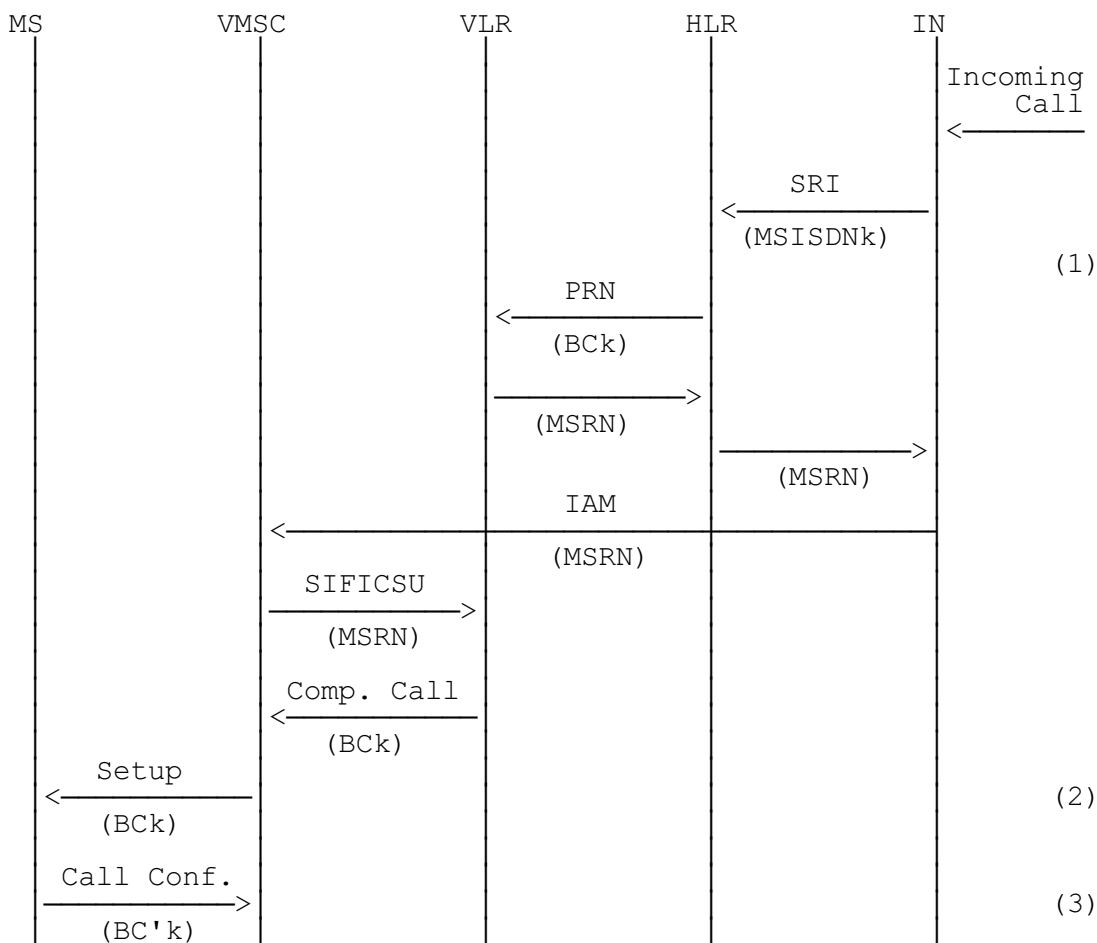 MS VMSC VLR HLR IN
Incoming
Call
SRI
(MSISDNk)
(1)
PRN
(BCk)
(MSRN)
(MSRN)
IAM
(MSRN)
SIFICSU
(MSRN)
Comp. Call
(BCk)
Setup
(2)
(BCk)
Call Conf.
(3)
(BC'k)